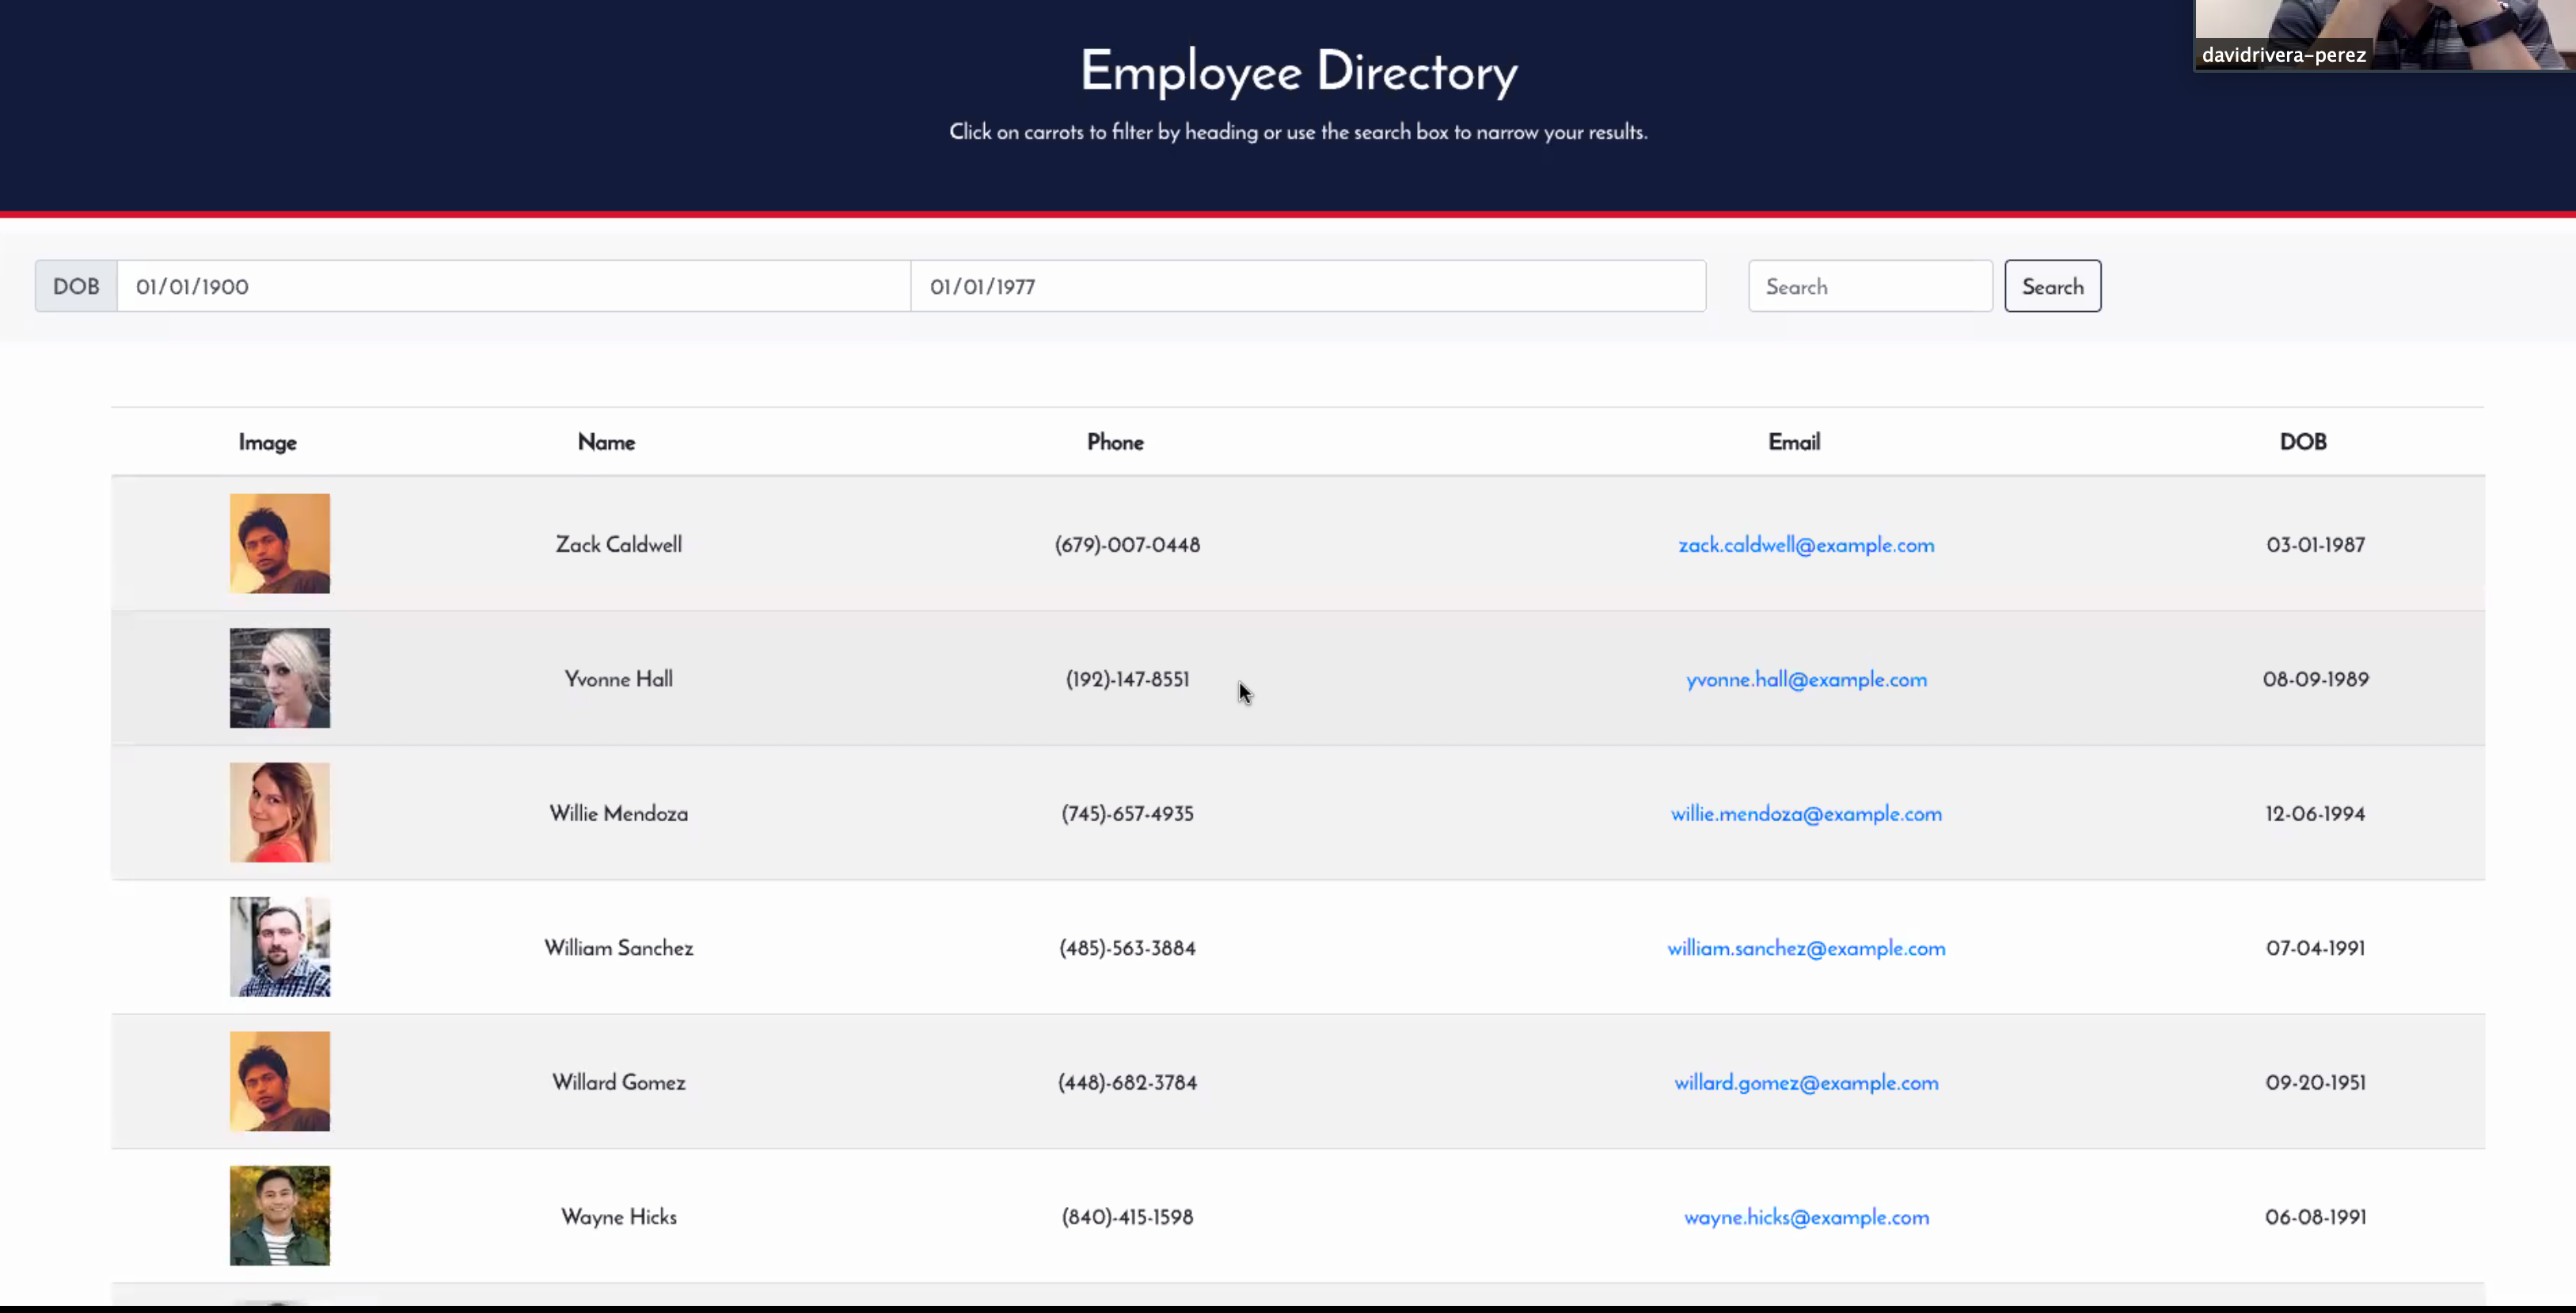 davidrivera-perez
Employee Directory
Click on carrots to filter by heading or use the search box to narrow your results.
DOB 01/01/1900 01/01/1977 Search Search
Image Name Phone Email DOB
Zack Caldwell (679)-007-0448 zack.caldwell@example.com 03-01-1987
Yvonne Hall (192)-147-8551 yvonne.hall@example.com 08-09-1989
Willie Mendoza (745)-657-4935 willie.mendoza@example.com 12-06-1994
William Sanchez (485)-563-3884 william.sanchez@example.com 07-04-1991
Willard Gomez (448)-682-3784 willard.gomez@example.com 09-20-1951
Wayne Hicks (840)-415-1598 wayne.hicks@example.com 06-08-1991